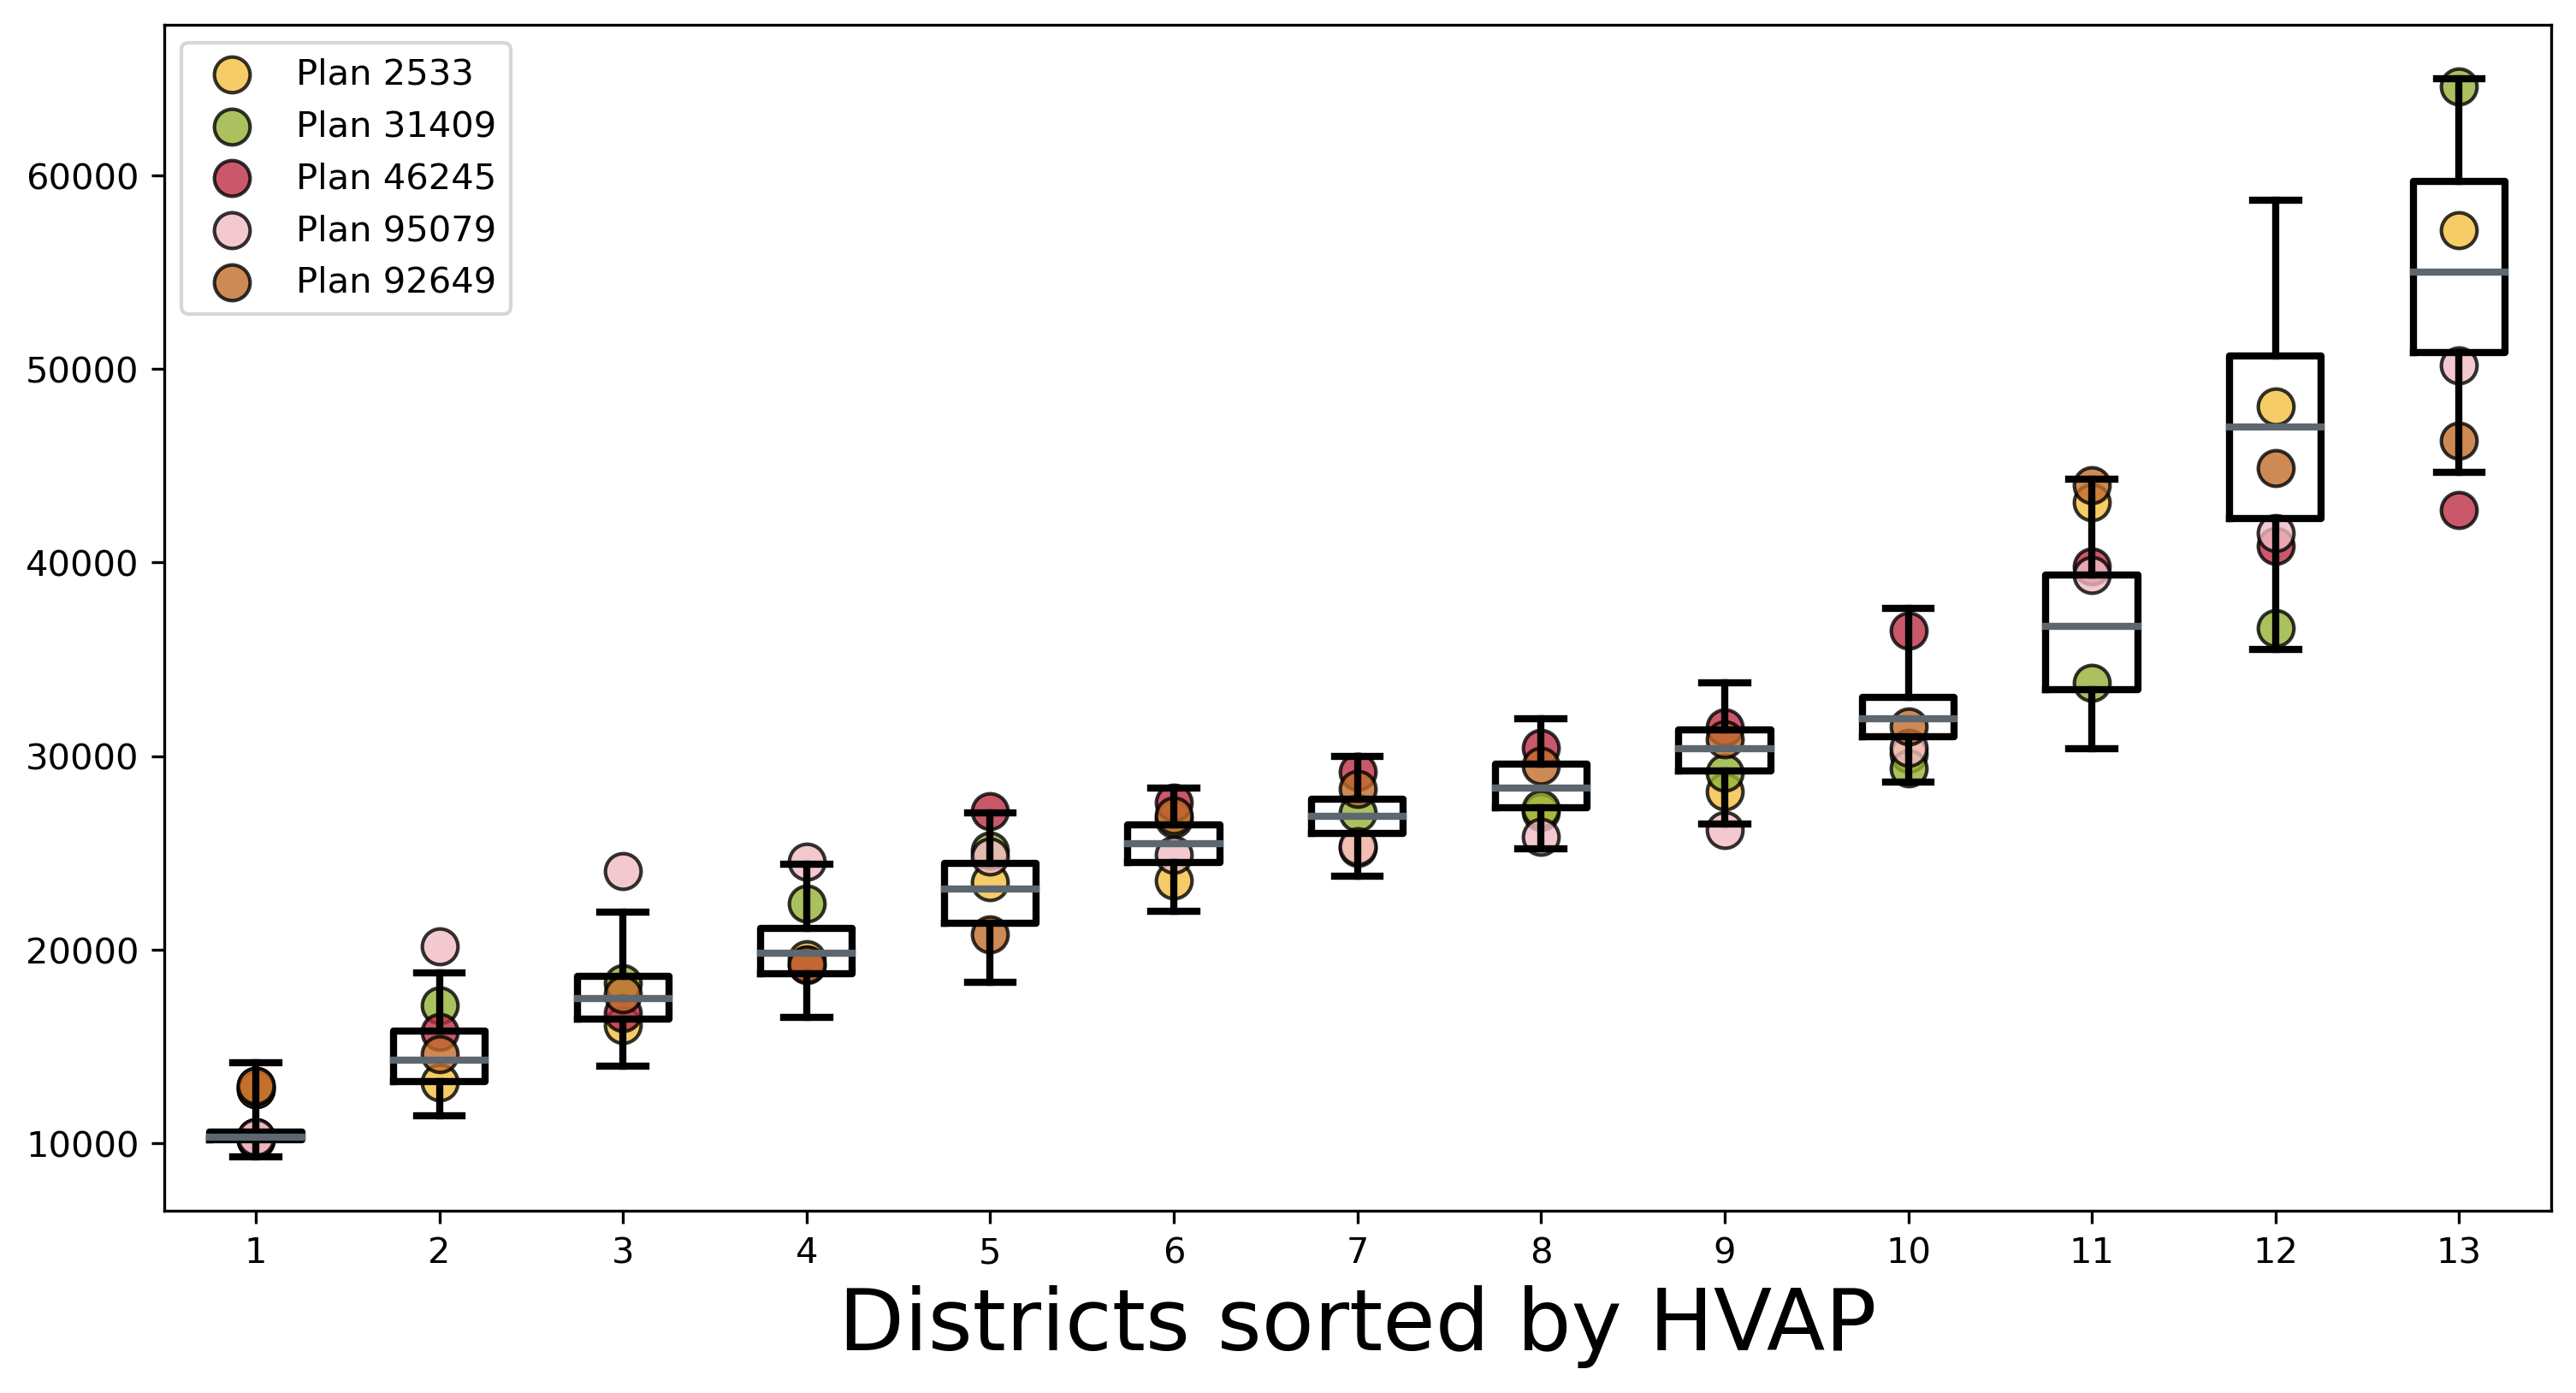 Plan 2533
Plan 31409
Plan 46245
Plan 95079
Plan 92649
60000
50000
40000
30000
20000
10000
1 2 3 4 5 6 7 8 9 10 11 12 13
Districts sorted by HVAP